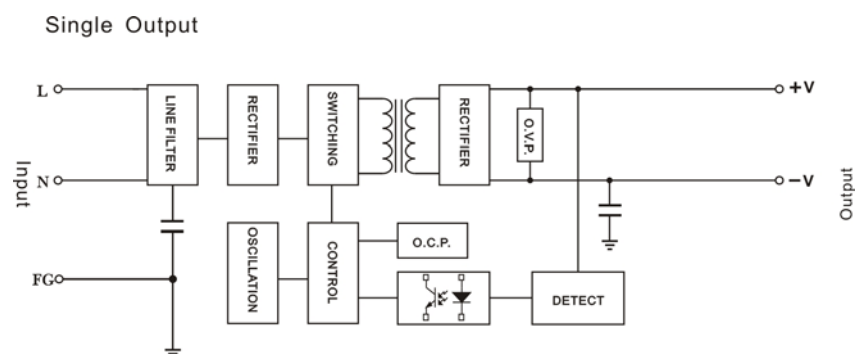 Single Output
L
N
FG
Input
LINE FILTER
RECTIFIER
SWITCHING
RECTIFIER
O.V.P.
+V
−V
Output
OSCILLATION
CONTROL
O.C.P.
DETECT